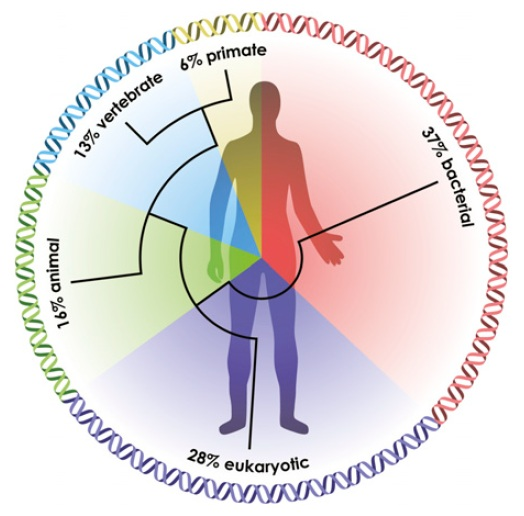 6% primate
13% vertebrate
37% bacterial
16% animal
28% eukaryotic